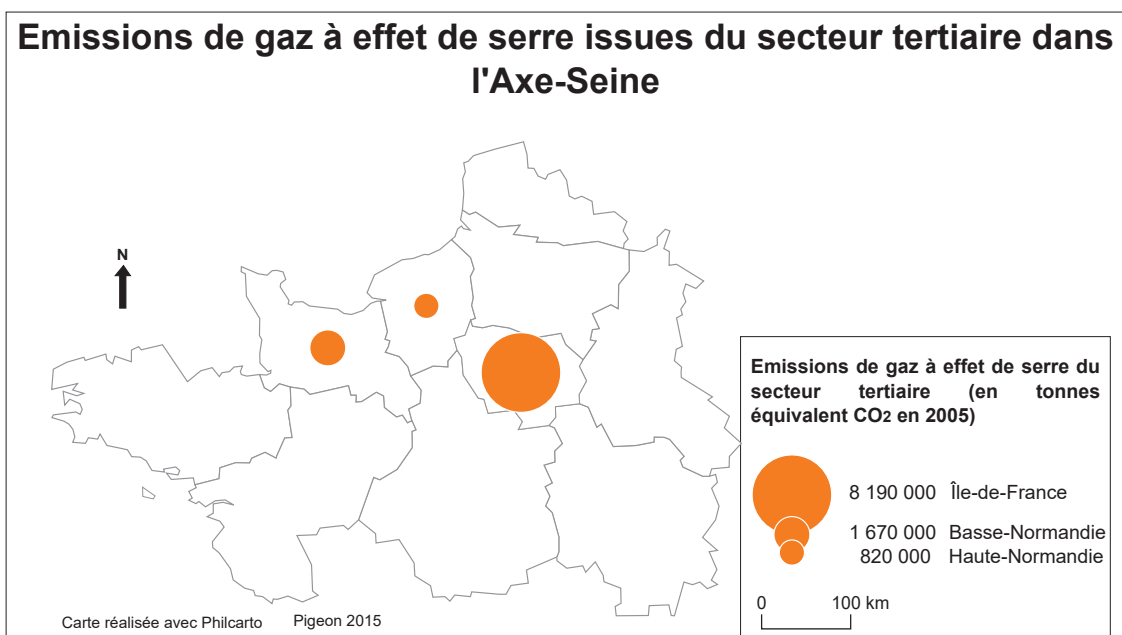 Emissions de gaz à effet de serre issues du secteur tertiaire dans
l'Axe-Seine
N
Emissions de gaz à effet de serre du
secteur tertiaire (en tonnes
équivalent CO2 en 2005)
8 190 000 Île-de-France
1 670 000 Basse-Normandie
820 000 Haute-Normandie
0 100 km
Carte réalisée avec Philcarto Pigeon 2015